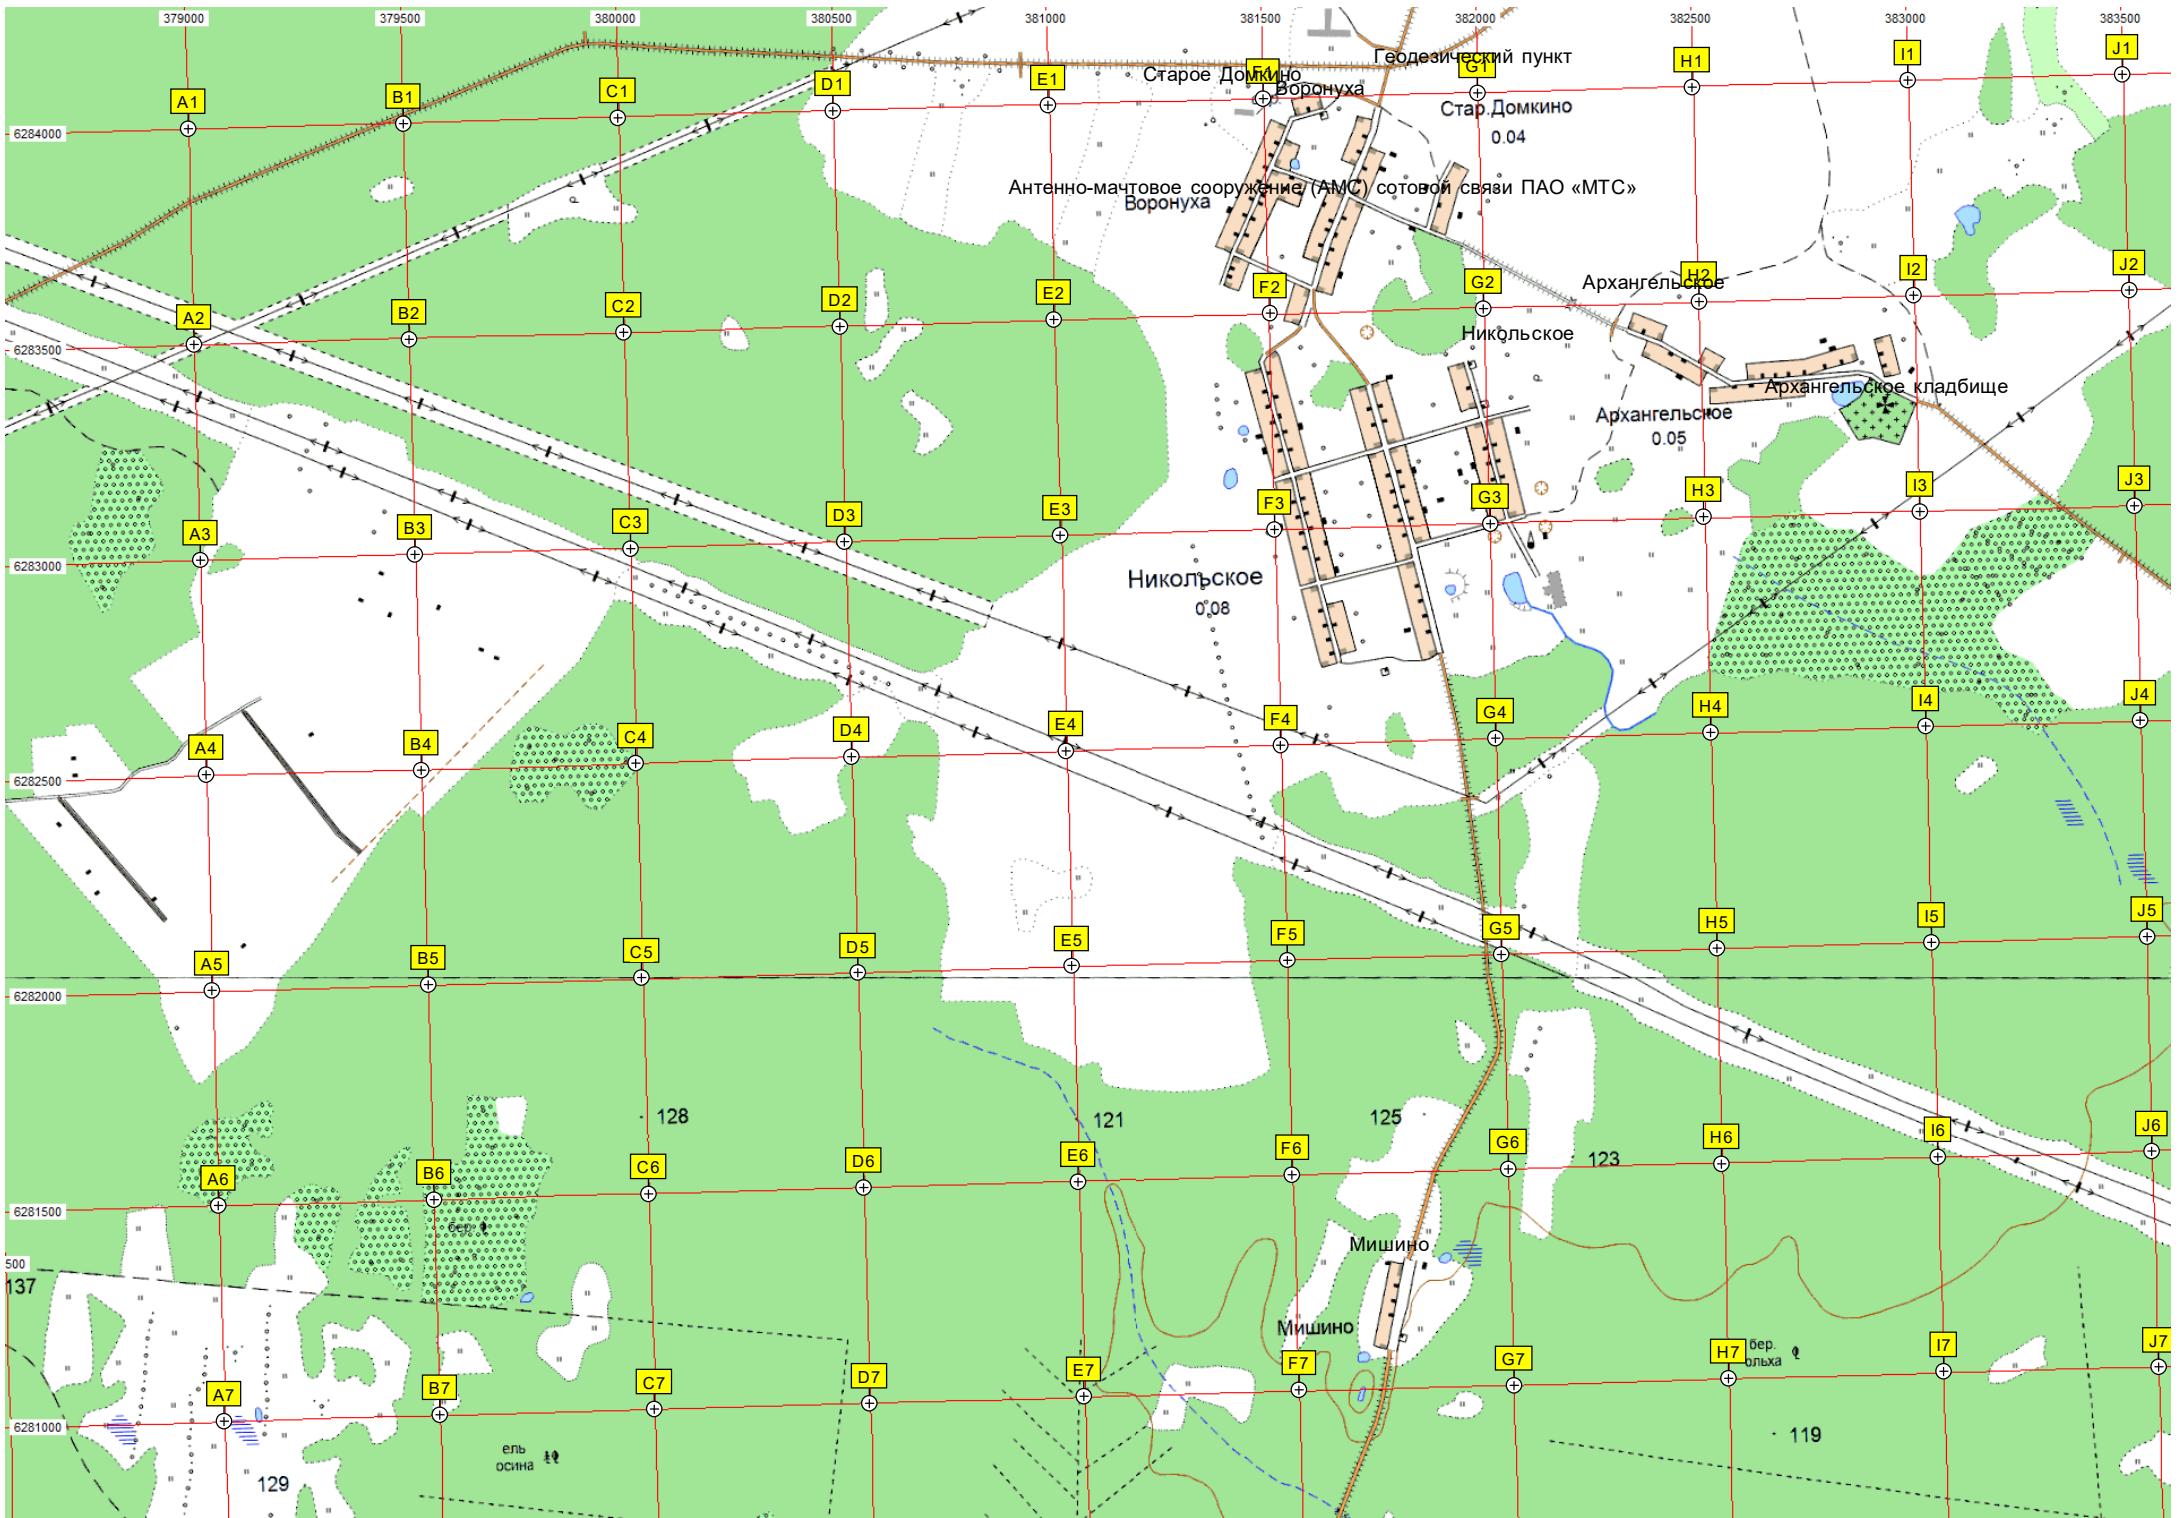 379000 379500 380000 380500 381000 381500 382000 382500 383000 383500
Геодезический пункт
A1 B1 C1 D1 E1 F1 G1 H1 I1 J1
Старое Домкино
Воронуха
Стар.Домкино
0.04
6284000
Антенно-мачтовое сооружение (АМС) сотовой связи ПАО «МТС»
Воронуха
A2 B2 C2 D2 E2 F2 G2 H2 I2 J2
Архангельское
Никольское
6283500
Архангельское кладбище
Архангельское
0.05
A3 B3 C3 D3 E3 F3 G3 H3 I3 J3
6283000
Никольское
0.08
A4 B4 C4 D4 E4 F4 G4 H4 I4 J4
6282500
A5 B5 C5 D5 E5 F5 G5 H5 I5 J5
6282000
128
121
125
123
A6 B6 C6 D6 E6 F6 G6 H6 I6 J6
6281500
бер.
Мишино
500
137
Мишино
бер.
ольха
A7 B7 C7 D7 E7 F7 G7 H7 I7 J7
6281000
119
ель
осина
129